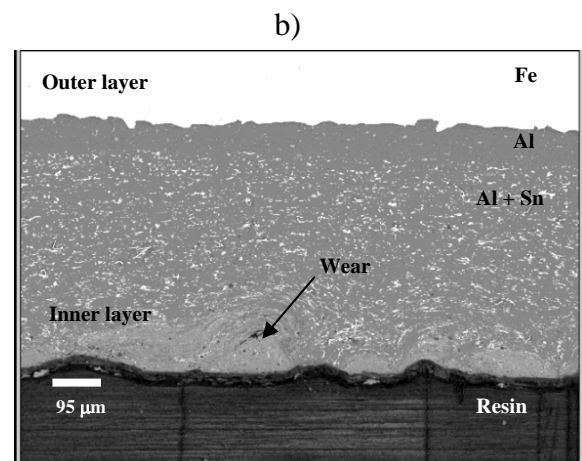 b)
Outer layer
Fe
Al
Al + Sn
Wear
Inner layer
95 μm
Resin